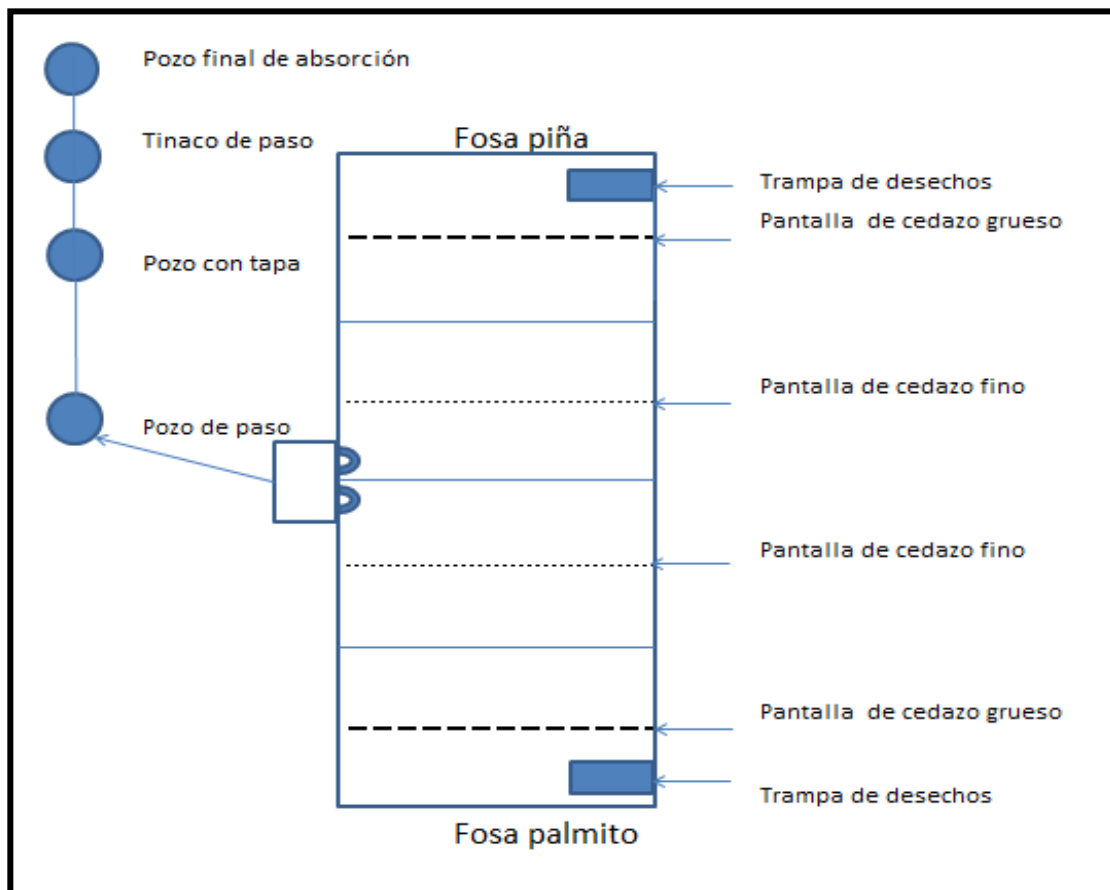 Pozo final de absorción
Tinaco de paso
Fosa piña
Trampa de desechos
Pantalla de cedazo grueso
Pozo con tapa
Pantalla de cedazo fino
Pozo de paso
Pantalla de cedazo fino
Pantalla de cedazo grueso
Trampa de desechos
Fosa palmito